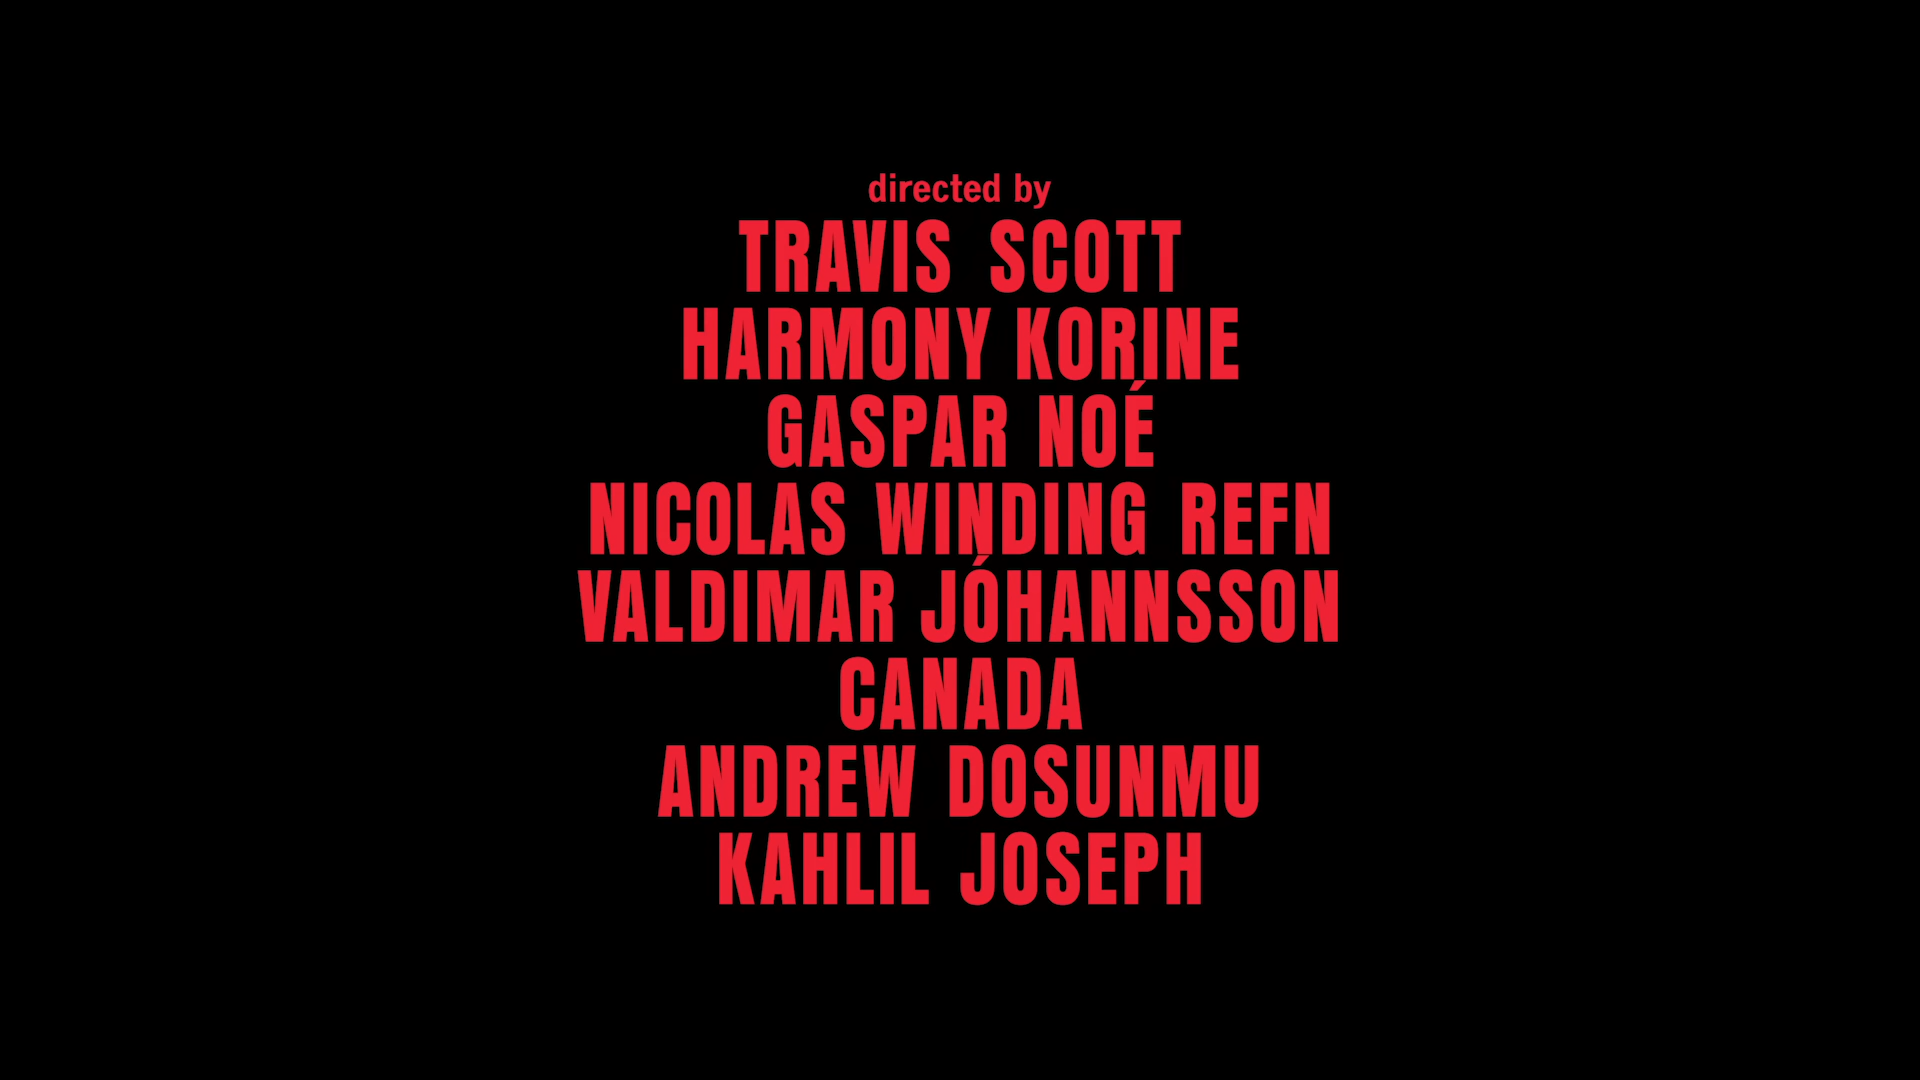 directed by
TRAVIS SCOTT
HARMONY KORINE
GASPAR NOÉ
NICOLAS WINDING REFN
VALDIMAR JÓHANNSSON
CANADA
ANDREW DOSUNMU
KAHLIL JOSEPH